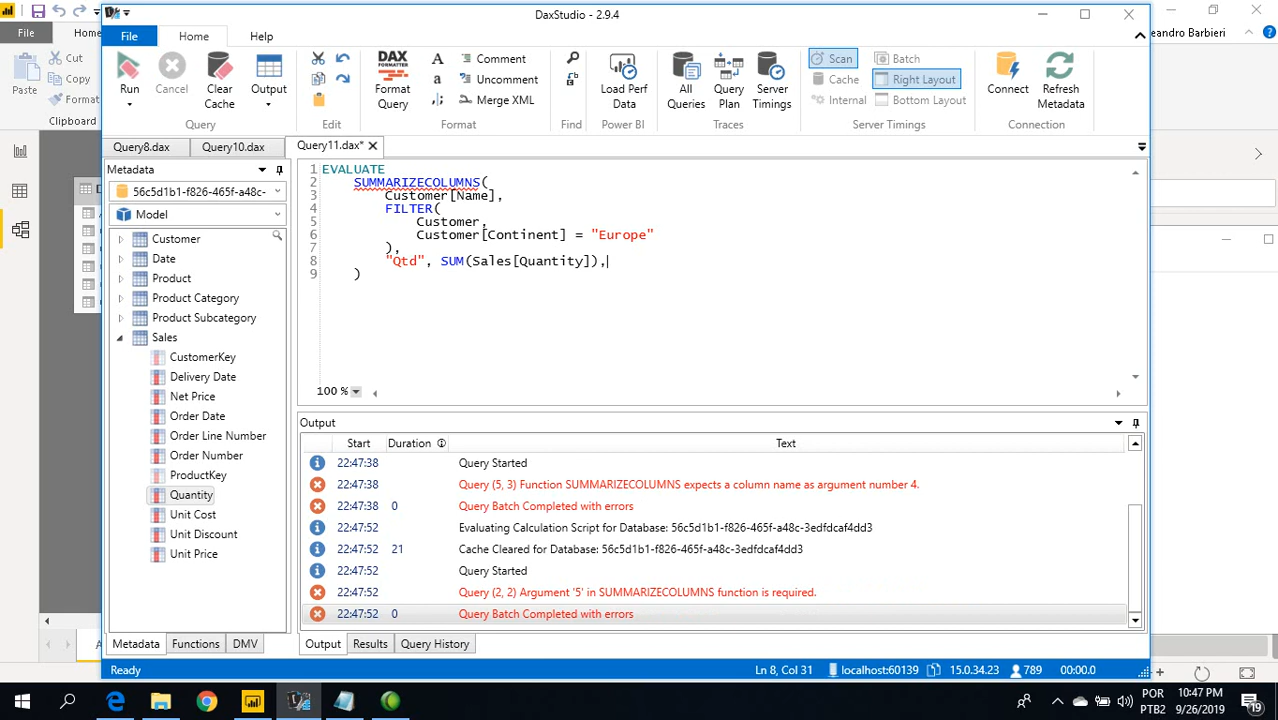 DaxStudio - 2.9.4
eandro Barbieri
File
Home
Help
File
Home
Cut
Copy
Format
Paste
Clipboard
Run
Cancel
Clear
Cache
Output
Query
Edit
DAX
FORMAT
Format
Query
A
a
Comment
Uncomment
Merge XML
Format
Find
Load Perf
Data
Power BI
All
Queries
Query
Plan
Server
Timings
Traces
Scan
Cache
Internal
Batch
Right Layout
Bottom Layout
Server Timings
Connect
Refresh
Metadata
Connection
Query8.dax
Query10.dax
Query11.dax*
Metadata
56c5d1b1-f826-465f-a48c-
Model
Customer
Date
Product
Product Category
Product Subcategory
Sales
CustomerKey
Delivery Date
Net Price
Order Date
Order Line Number
Order Number
ProductKey
Quantity
Unit Cost
Unit Discount
Unit Price
Metadata
Functions
DMV
1 EVALUATE
2 SUMMARIZECOLUMNS(
3 Customer[Name],
4 FILTER(
5 Customer,
6 Customer[Continent] = "Europe"
7 ),
8 "Qtd", SUM(Sales[Quantity]),
9 )
100 %
Output
Start Duration Text
22:47:38 Query Started
22:47:38 Query (5, 3) Function SUMMARIZECOLUMNS expects a column name as argument number 4.
22:47:38 0 Query Batch Completed with errors
22:47:52 Evaluating Calculation Script for Database: 56c5d1b1-f826-465f-a48c-3edfdcaf4dd3
22:47:52 21 Cache Cleared for Database: 56c5d1b1-f826-465f-a48c-3edfdcaf4dd3
22:47:52 Query Started
22:47:52 Query (2, 2) Argument '5' in SUMMARIZECOLUMNS function is required.
22:47:52 0 Query Batch Completed with errors
Output
Results
Query History
Ready
Ln 8, Col 31
localhost:60139
15.0.34.23
789
00:00.0
POR
PTB2
10:47 PM
9/26/2019
19